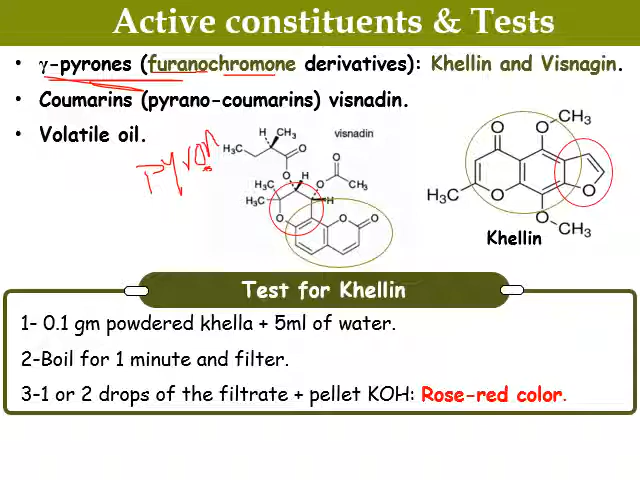 Active constituents & Tests
• γ-pyrones (furanochromone derivatives): Khellin and Visnagin.
• Coumarins (pyrano-coumarins) visnadin.
• Volatile oil.
pyron
visnadin
H
CH3
H3C
O
O
H
O
O
CH3
H3C
H3C
H
O
O
O
O
O
CH3
H3C
O
O
O
CH3
Khellin
Test for Khellin
1- 0.1 gm powdered khella + 5ml of water.
2-Boil for 1 minute and filter.
3-1 or 2 drops of the filtrate + pellet KOH: Rose-red color.